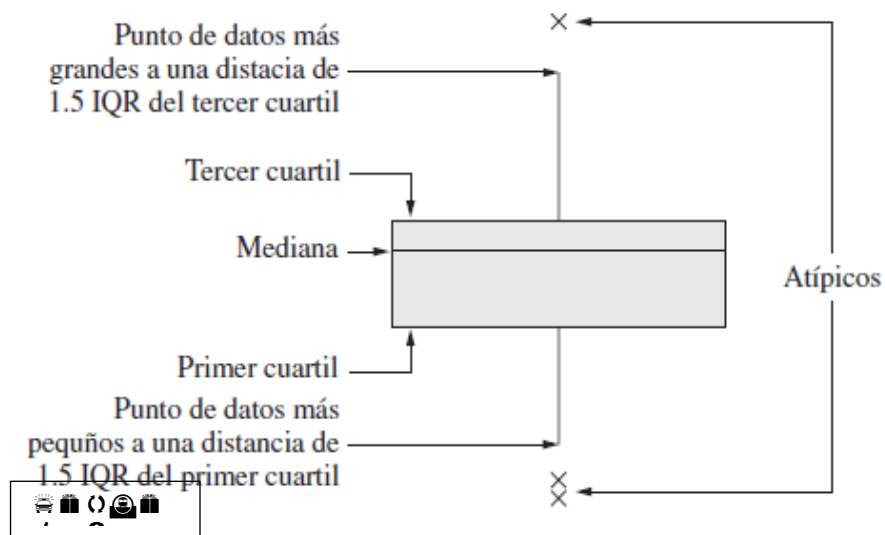 Punto de datos más
grandes a una distacia de
1.5 IQR del tercer cuartil
Tercer cuartil
Mediana
Atípicos
Primer cuartil
Punto de datos más
pequños a una distancia de
1.5 IQR del primer cuartil